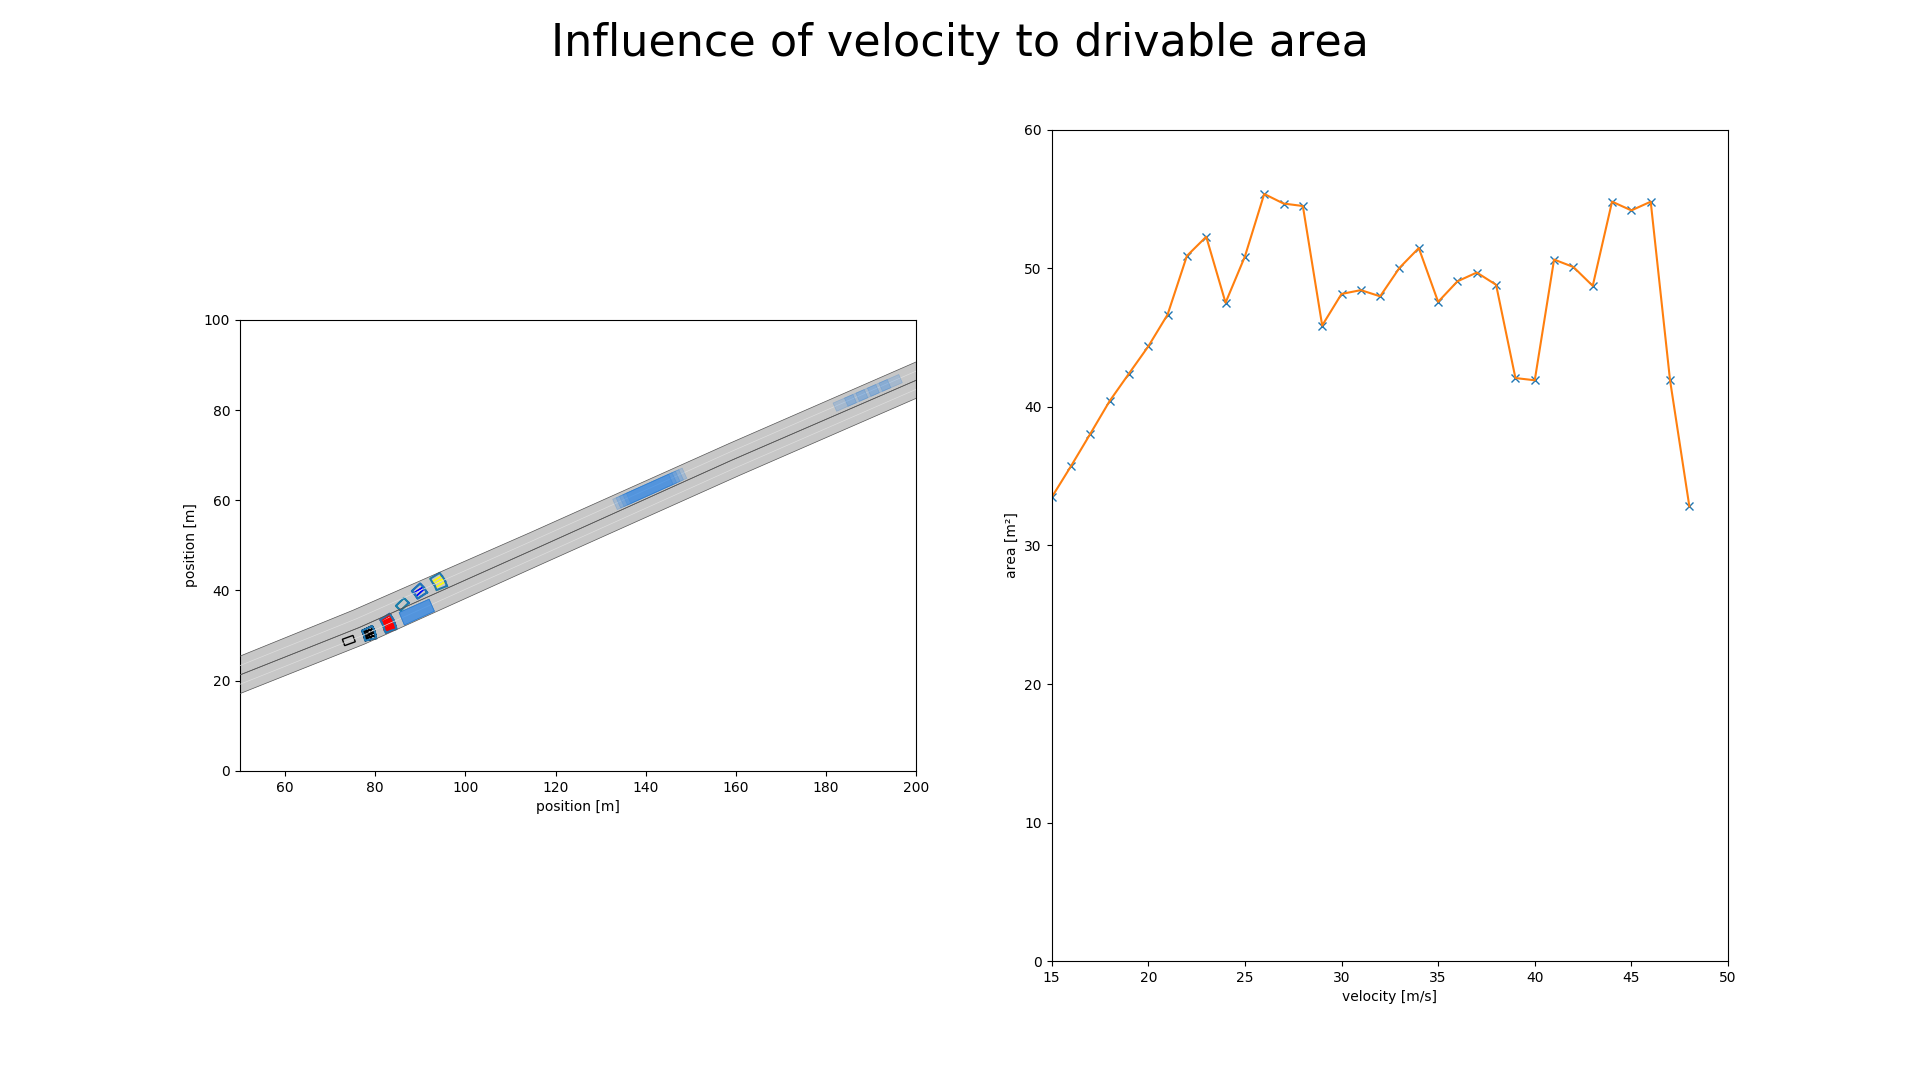 Influence of velocity to drivable area
100
80
60
40
20
0
position [m]
60 80 100 120 140 160 180 200
position [m]
60
50
40
30
20
10
0
area [m²]
15 20 25 30 35 40 45 50
velocity [m/s]